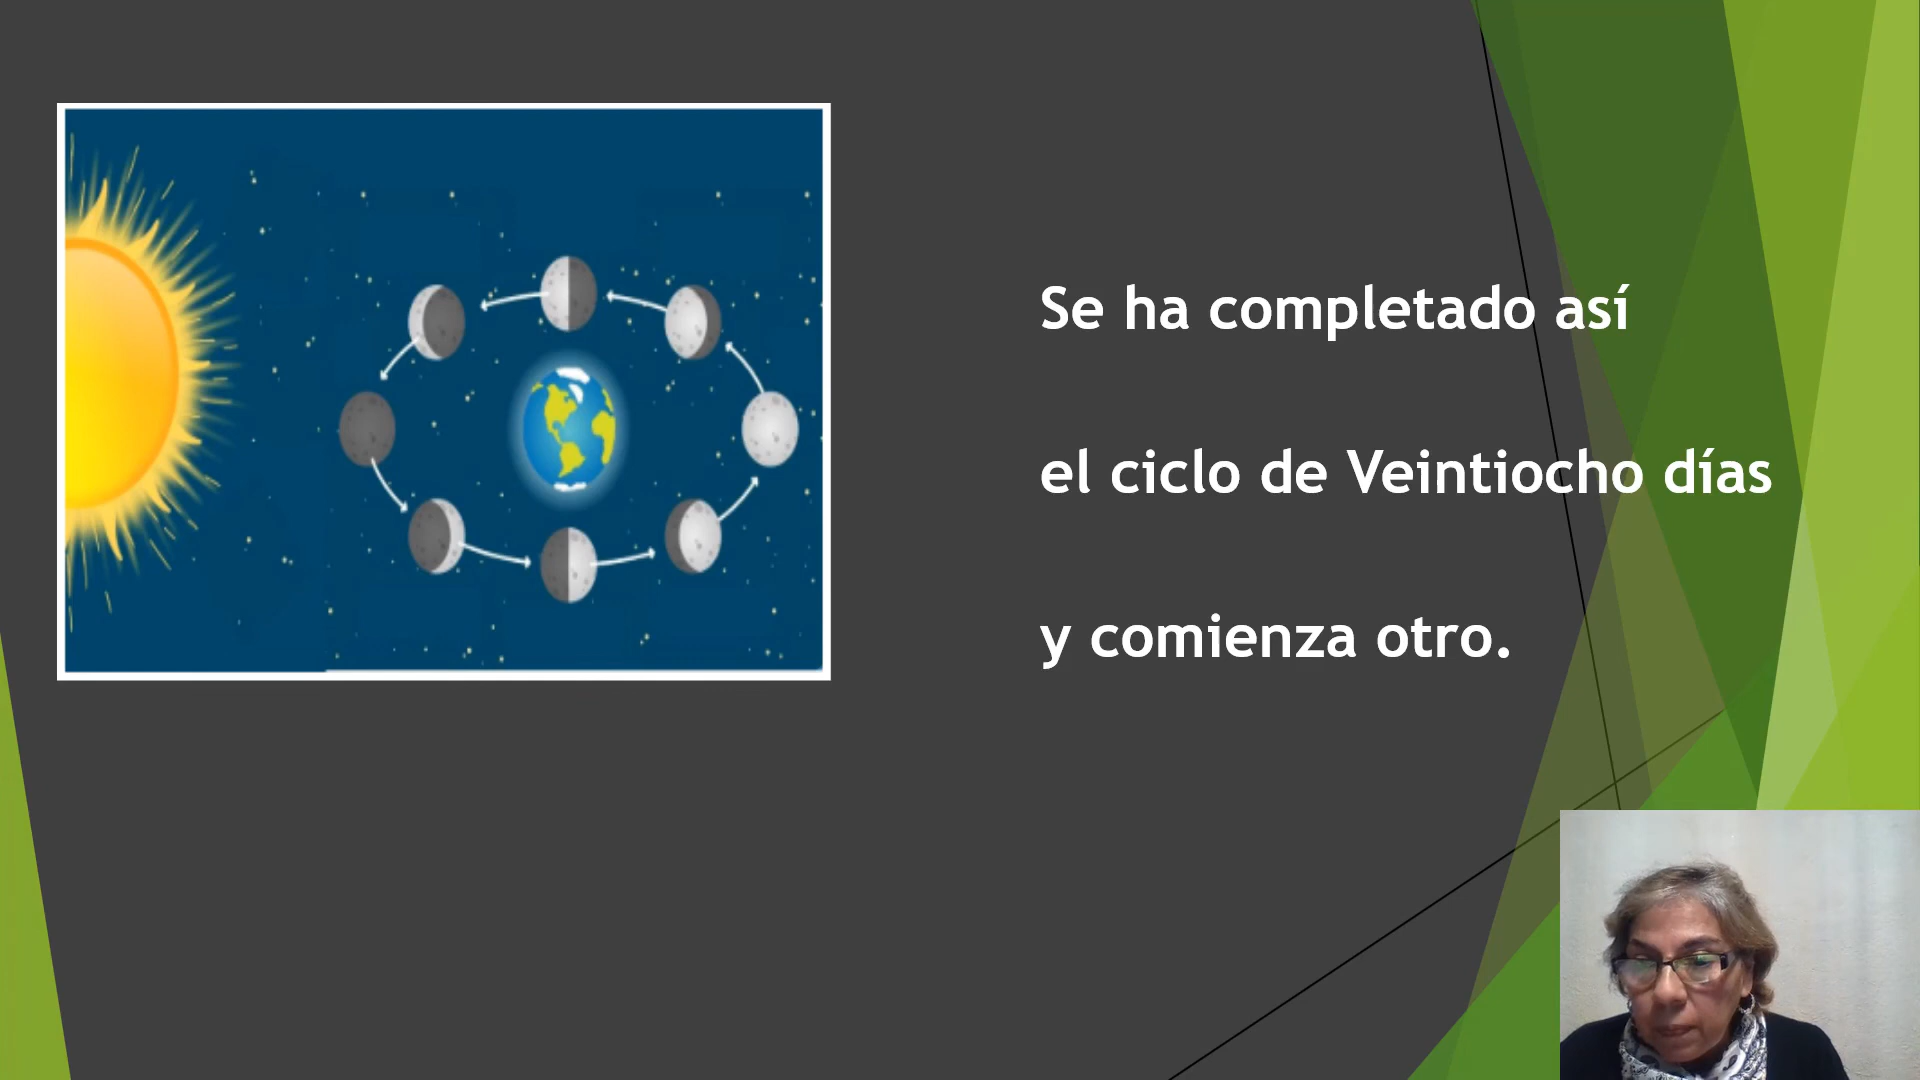 Se ha completado así
el ciclo de Veintiocho días
y comienza otro.